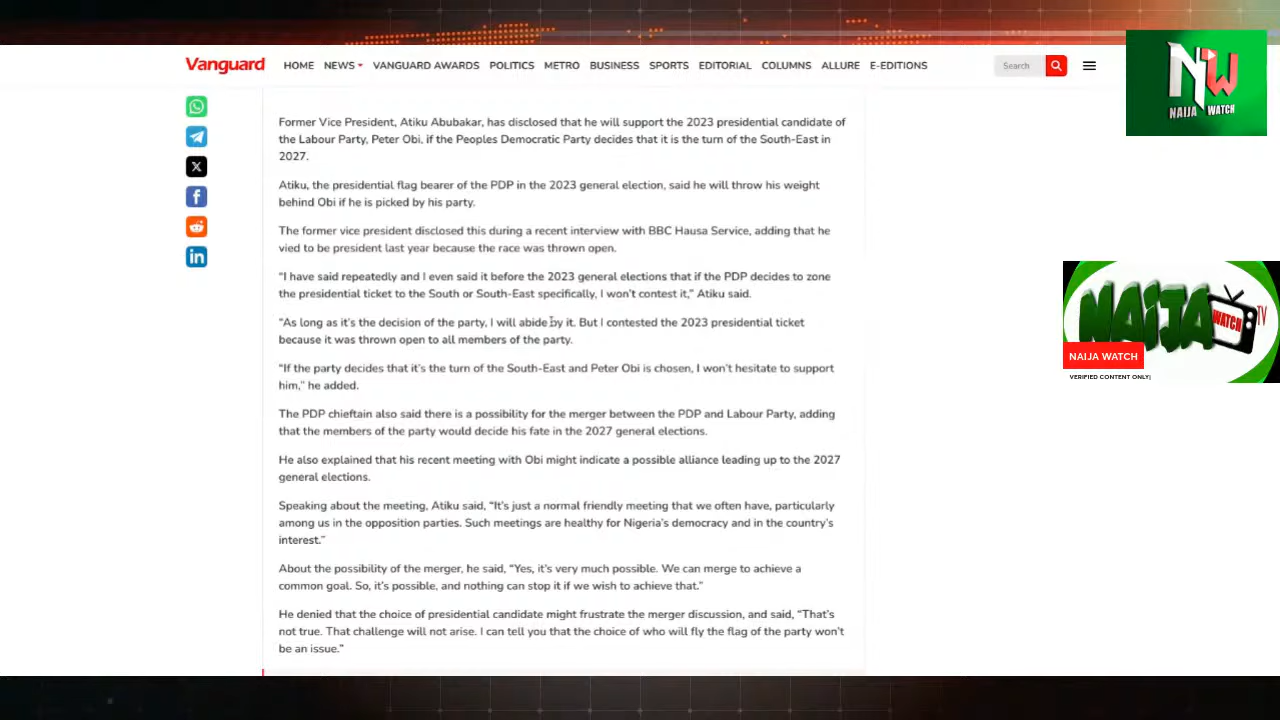 Vanguard
HOME NEWS VANGUARD AWARDS POLITICS METRO BUSINESS SPORTS EDITORIAL COLUMNS ALLURE E-EDITIONS
Search
NW
NAIJA WATCH
Former Vice President, Atiku Abubakar, has disclosed that he will support the 2023 presidential candidate of
the Labour Party, Peter Obi, if the Peoples Democratic Party decides that it is the turn of the South-East in
2027.
Atiku, the presidential flag bearer of the PDP in the 2023 general election, said he will throw his weight
behind Obi if he is picked by his party.
The former vice president disclosed this during a recent interview with BBC Hausa Service, adding that he
vied to be president last year because the race was thrown open.
“I have said repeatedly and I even said it before the 2023 general elections that if the PDP decides to zone
the presidential ticket to the South or South-East specifically, I won’t contest it,” Atiku said.
“As long as it’s the decision of the party, I will abide by it. But I contested the 2023 presidential ticket
because it was thrown open to all members of the party.
“If the party decides that it’s the turn of the South-East and Peter Obi is chosen, I won’t hesitate to support
him,” he added.
The PDP chieftain also said there is a possibility for the merger between the PDP and Labour Party, adding
that the members of the party would decide his fate in the 2027 general elections.
He also explained that his recent meeting with Obi might indicate a possible alliance leading up to the 2027
general elections.
Speaking about the meeting, Atiku said, “It’s just a normal friendly meeting that we often have, particularly
among us in the opposition parties. Such meetings are healthy for Nigeria’s democracy and in the country’s
interest.”
About the possibility of the merger, he said, “Yes, it’s very much possible. We can merge to achieve a
common goal. So, it’s possible, and nothing can stop it if we wish to achieve that.”
He denied that the choice of presidential candidate might frustrate the merger discussion, and said, “That’s
not true. That challenge will not arise. I can tell you that the choice of who will fly the flag of the party won’t
be an issue.”
NAIJA WATCH TV
NAIJA WATCH
VERIFIED CONTENT ONLY|